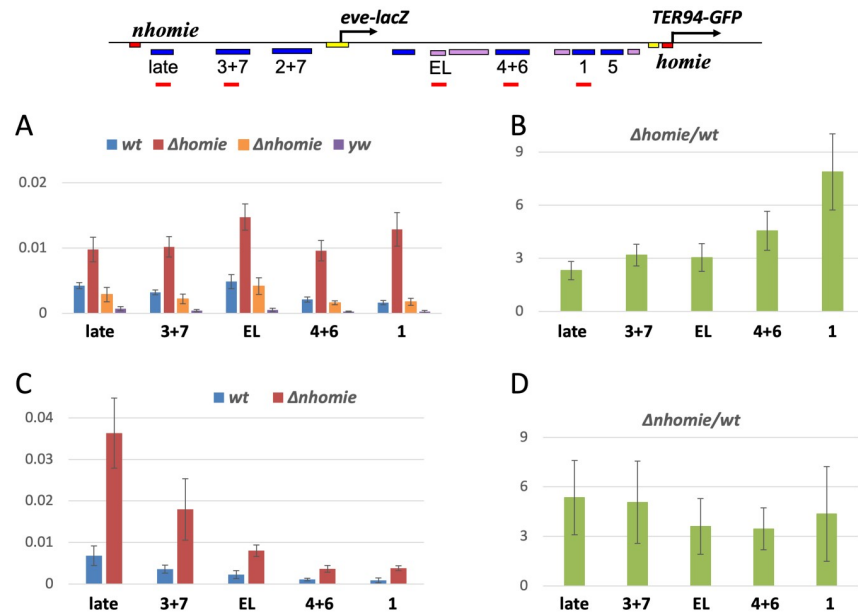 nhomie eve-lacZ TER94-GFP
late 3+7 2+7 EL 4+6 1 5 homie
A
wt Δhomie Δnhomie yw
0.02
0.01
0
late 3+7 EL 4+6 1
B
Δhomie/wt
9
6
3
0
late 3+7 EL 4+6 1
C
wt Δnhomie
0.04
0.03
0.02
0.01
0
late 3+7 EL 4+6 1
D
Δnhomie/wt
9
6
3
0
late 3+7 EL 4+6 1